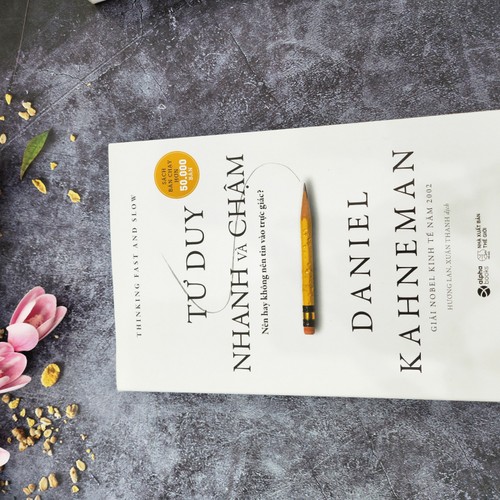 THINKING FAST AND SLOW
SÁCH
BÁN CHẠY
HƠN
50.000
BẢN
TƯ DUY
NHANH VÀ CHẬM
Nên hay không nên tin vào trực giác?
DANIEL
KAHNEMAN
GIẢI NOBEL KINH TẾ NĂM 2002
HƯƠNG LAN, XUÂN THANH dịch
alpha
books
NHÀ XUẤT BẢN
THẾ GIỚI